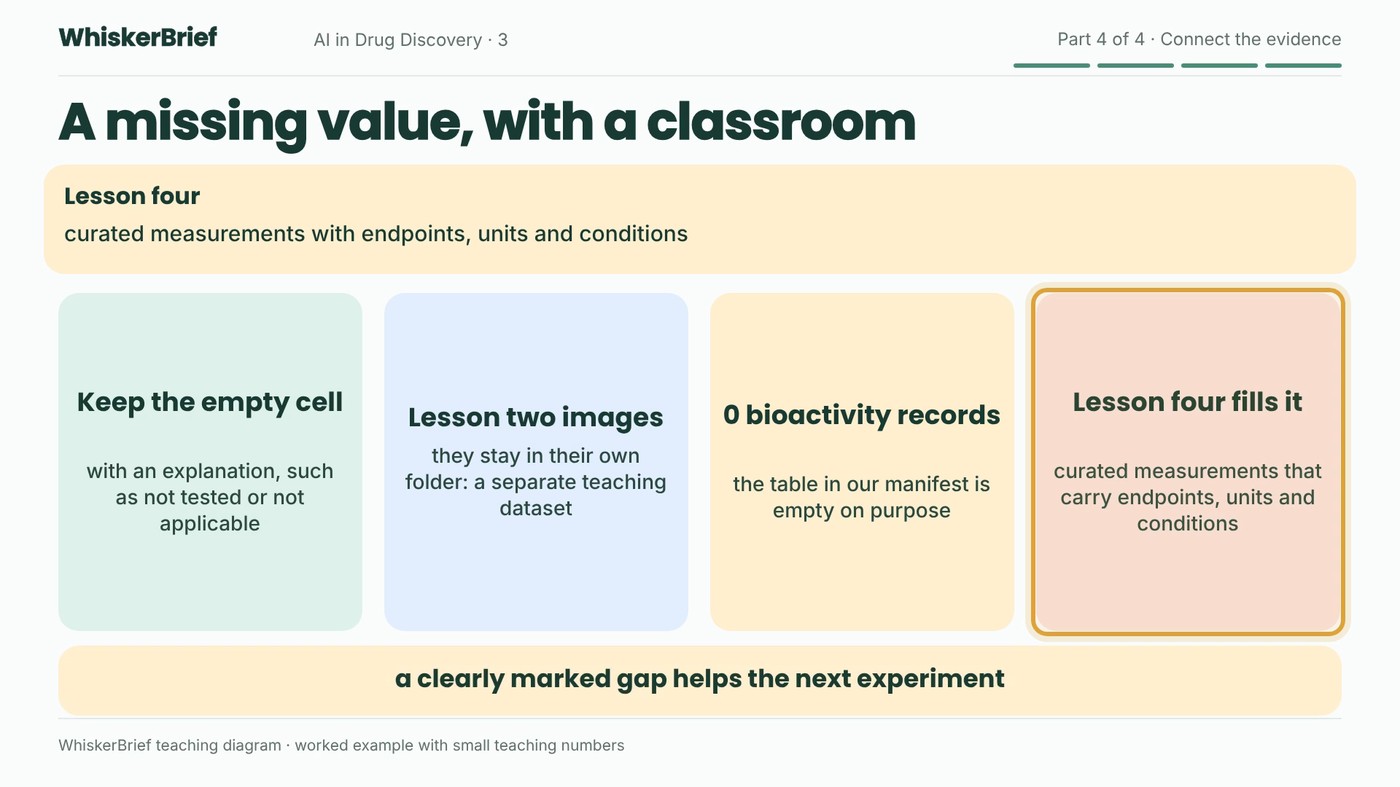 WhiskerBrief
AI in Drug Discovery · 3
Part 4 of 4 · Connect the evidence
A missing value, with a classroom
Lesson four
curated measurements with endpoints, units and conditions
Keep the empty cell
with an explanation, such
as not tested or not
applicable
Lesson two images
they stay in their own
folder: a separate teaching
dataset
0 bioactivity records
the table in our manifest is
empty on purpose
Lesson four fills it
curated measurements that
carry endpoints, units and
conditions
a clearly marked gap helps the next experiment
WhiskerBrief teaching diagram · worked example with small teaching numbers